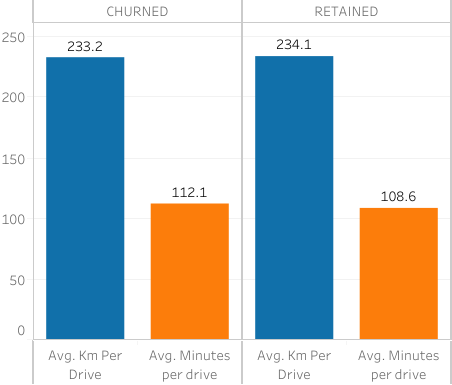 CHURNED
RETAINED
250
200
150
100
50
0
233.2
112.1
234.1
108.6
Avg. Km Per
Drive
Avg. Minutes
per drive
Avg. Km Per
Drive
Avg. Minutes
per drive